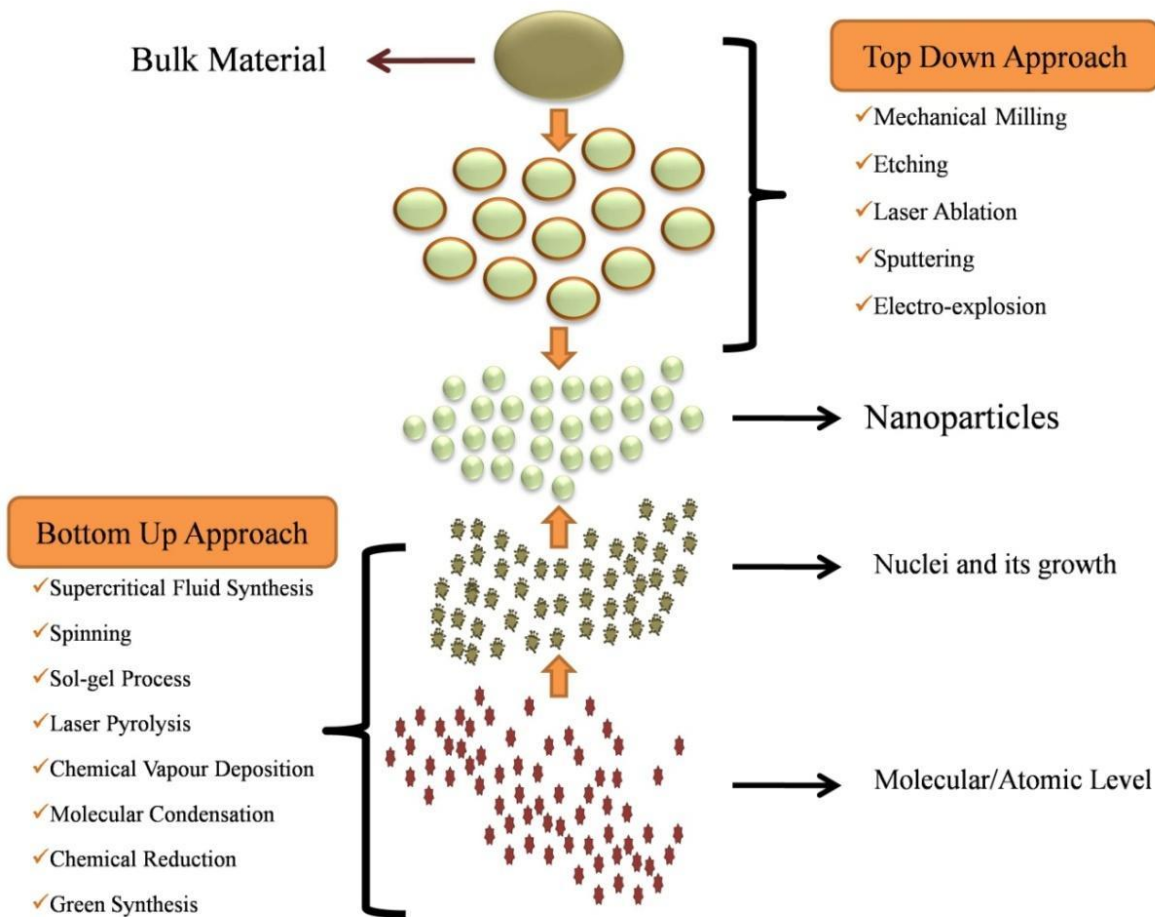 Bulk Material
Top Down Approach
✓Mechanical Milling
✓Etching
✓Laser Ablation
✓Sputtering
✓Electro-explosion
Nanoparticles
Bottom Up Approach
✓Supercritical Fluid Synthesis
✓Spinning
✓Sol-gel Process
✓Laser Pyrolysis
✓Chemical Vapour Deposition
✓Molecular Condensation
✓Chemical Reduction
✓Green Synthesis
Nuclei and its growth
Molecular/Atomic Level